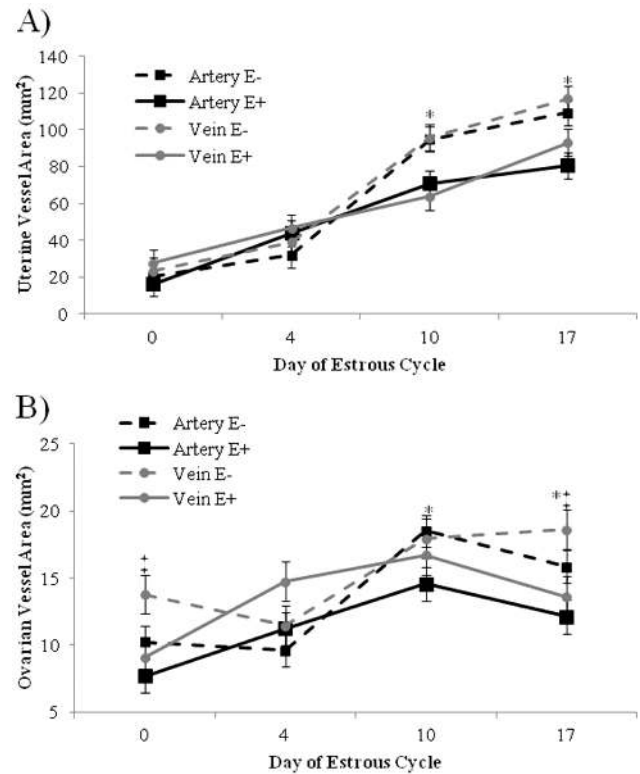 A)
Artery E-
Artery E+
Vein E-
Vein E+
Uterine Vessel Area (mm²)
140
120
100
80
60
40
20
0
*
*
0 4 10 17
Day of Estrous Cycle
B)
Artery E-
Artery E+
Vein E-
Vein E+
Ovarian Vessel Area (mm²)
25
20
15
10
5
‡
*
*‡
0 4 10 17
Day of Estrous Cycle